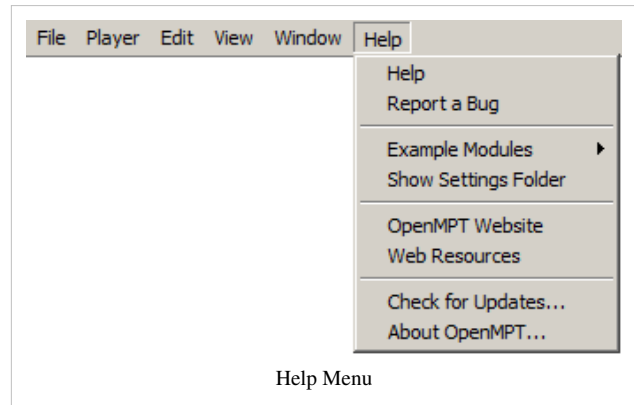 File Player Edit View Window Help
Help
Report a Bug
Example Modules
Show Settings Folder
OpenMPT Website
Web Resources
Check for Updates...
About OpenMPT...
Help Menu